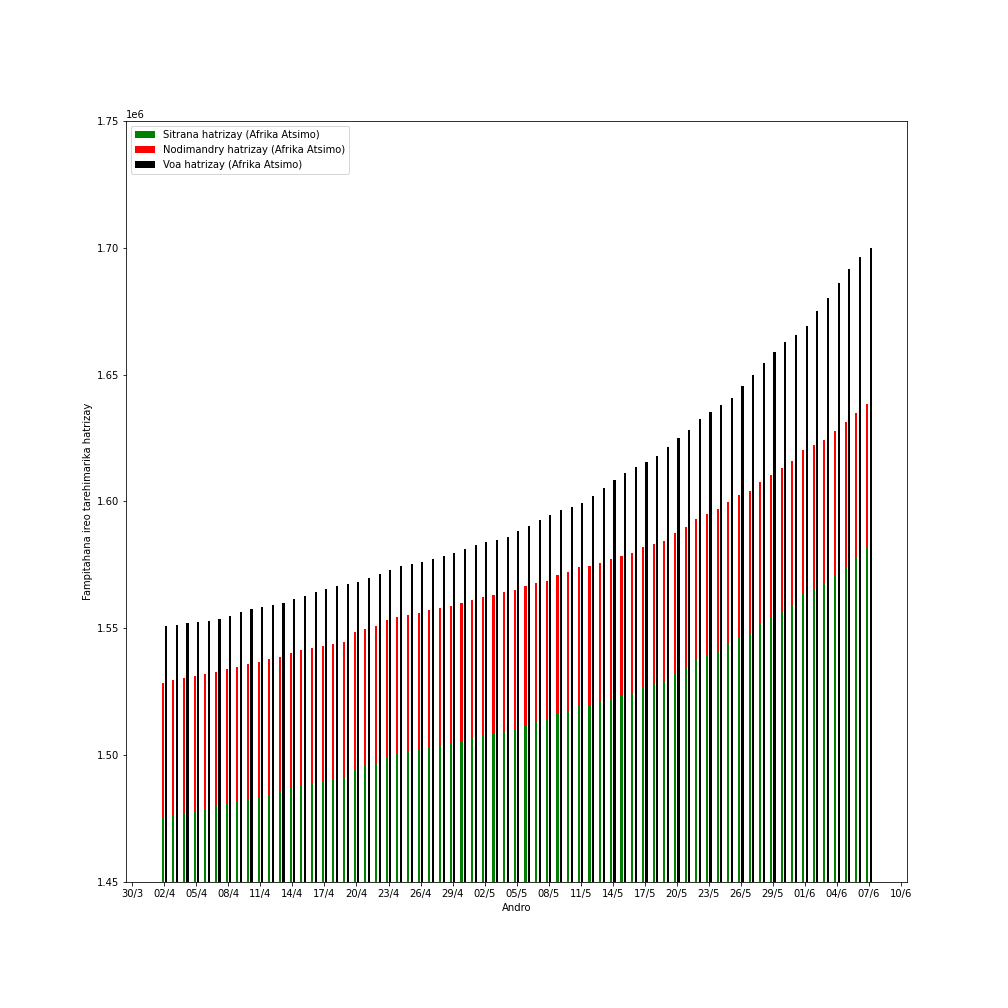 1e6
1.75
Sitrana hatrizay (Afrika Atsimo)
Nodimandry hatrizay (Afrika Atsimo)
Voa hatrizay (Afrika Atsimo)
1.70
1.65
1.60
1.55
1.50
1.45
Fampitahana ireo tarehimarika hatrizay
30/3 02/4 05/4 08/4 11/4 14/4 17/4 20/4 23/4 26/4 29/4 02/5 05/5 08/5 11/5 14/5 17/5 20/5 23/5 26/5 29/5 01/6 04/6 07/6 10/6
Andro